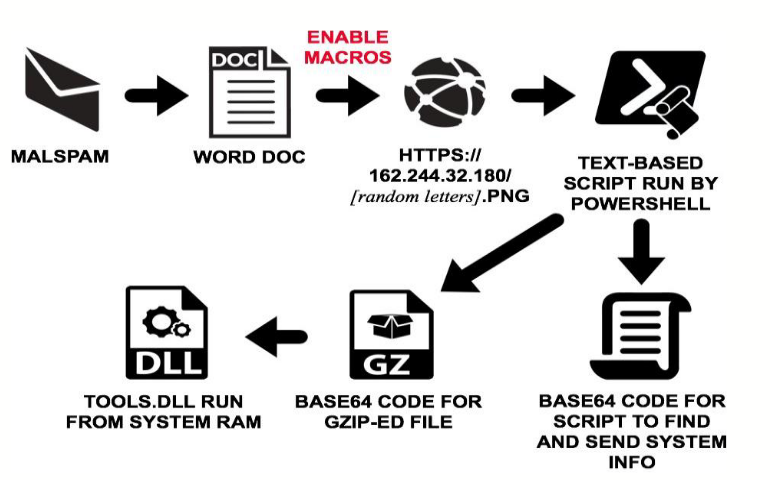 ENABLE
MACROS
DOC
MALSPAM
WORD DOC
HTTPS://
162.244.32.180/
[random letters].PNG
TEXT-BASED
SCRIPT RUN BY
POWERSHELL
DLL
GZ
TOOLS.DLL RUN
FROM SYSTEM RAM
BASE64 CODE FOR
GZIP-ED FILE
BASE64 CODE FOR
SCRIPT TO FIND
AND SEND SYSTEM
INFO